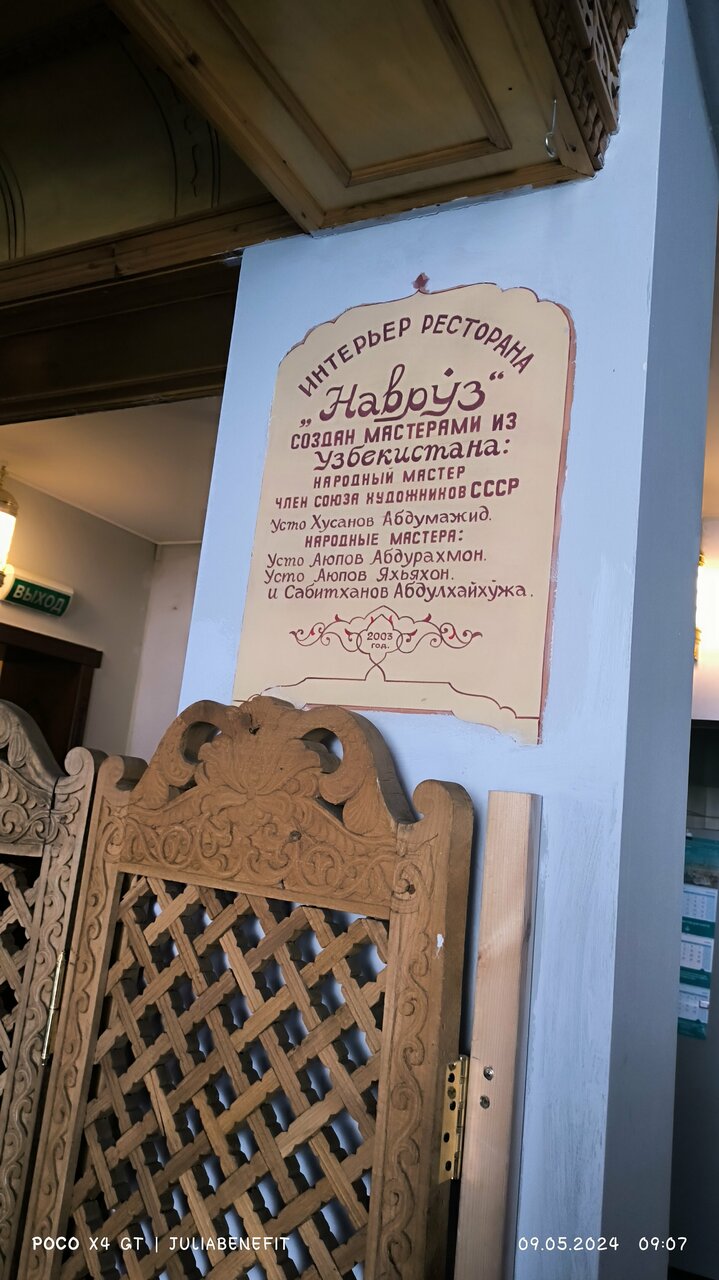 ИНТЕРЬЕР РЕСТОРАНА
„Навруз“
СОЗДАН МАСТЕРАМИ ИЗ
Узбекистана:
НАРОДНЫЙ МАСТЕР
ЧЛЕН СОЮЗА ХУДОЖНИКОВ СССР
Усто Хусанов Абдумажид.
НАРОДНЫЕ МАСТЕРА:
Усто Аюпов Абдурахмон.
Усто Аюпов Яхьяхон.
и Сабитханов Абдулхайхужа.
2003
год.
ВЫХОД
POCO X4 GT | JULIABENEFIT
09.05.2024 09:07